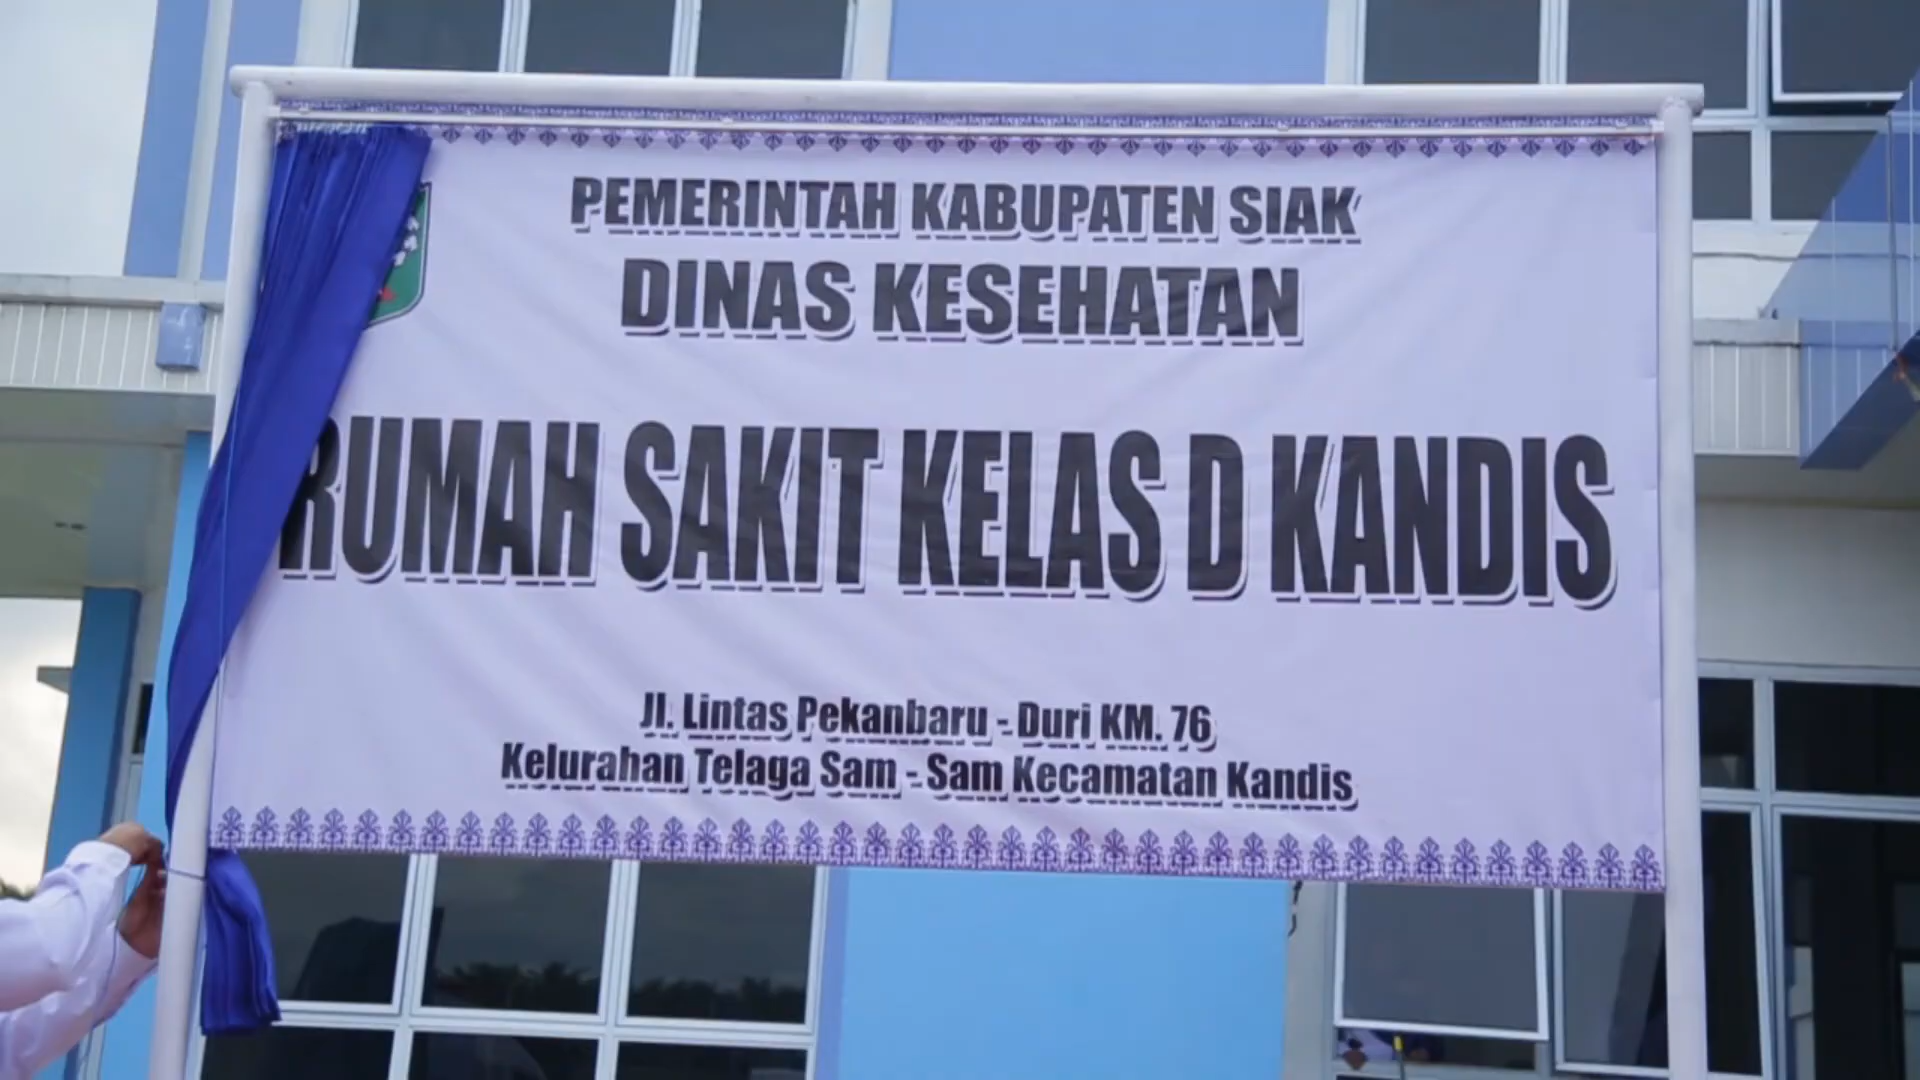 PEMERINTAH KABUPATEN SIAK
DINAS KESEHATAN
RUMAH SAKIT KELAS D KANDIS
Jl. Lintas Pekanbaru - Duri KM. 76
Kelurahan Telaga Sam - Sam Kecamatan Kandis